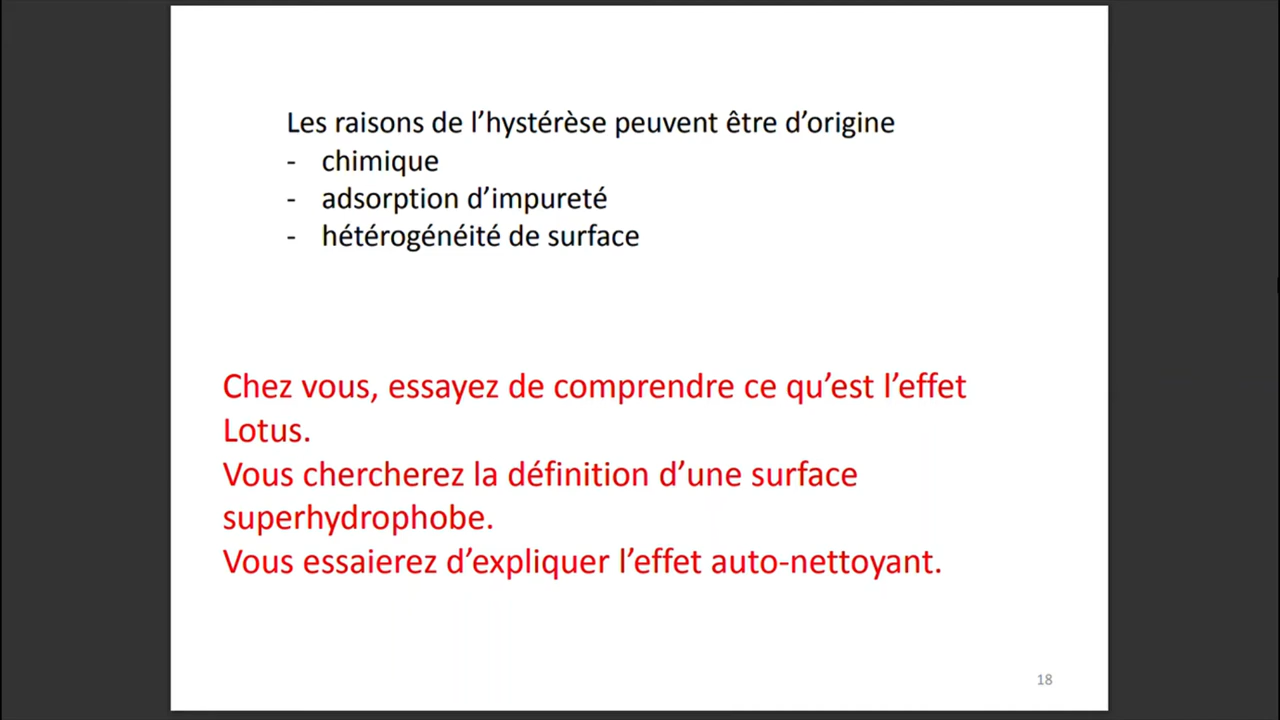 Les raisons de l’hystérèse peuvent être d’origine
- chimique
- adsorption d’impureté
- hétérogénéité de surface
Chez vous, essayez de comprendre ce qu’est l’effet
Lotus.
Vous chercherez la définition d’une surface
superhydrophobe.
Vous essaierez d’expliquer l’effet auto-nettoyant.
18